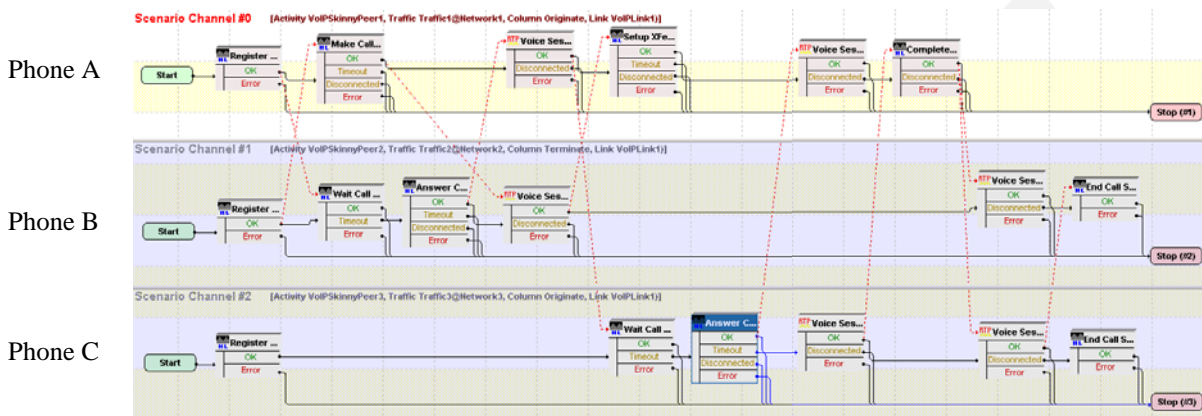 Scenario Channel #0 [Activity VoIPSkinnyPeer1, Traffic Traffic1@Network1, Column Originate, Link VoIPLink1)]
Phone A
Start
Register ...
OK
Error
Make Call...
OK
Timeout
Disconnected
Error
Voice Ses...
OK
Disconnected
Error
Setup XFe...
OK
Timeout
Disconnected
Error
Voice Ses...
OK
Disconnected
Error
Complete...
OK
Disconnected
Error
Stop (#1)
Scenario Channel #1 [Activity VoIPSkinnyPeer2, Traffic Traffic2@Network2, Column Terminate, Link VoIPLink1)]
Phone B
Start
Register ...
OK
Error
Wait Call ...
OK
Timeout
Error
Answer C...
OK
Timeout
Disconnected
Error
Voice Ses...
OK
Disconnected
Error
Voice Ses...
OK
Disconnected
Error
End Call S...
OK
Error
Stop (#2)
Scenario Channel #2 [Activity VoIPSkinnyPeer3, Traffic Traffic3@Network3, Column Originate, Link VoIPLink1)]
Phone C
Start
Register ...
OK
Error
Wait Call ...
OK
Timeout
Error
Answer C...
OK
Timeout
Disconnected
Error
Voice Ses...
OK
Disconnected
Error
Voice Ses...
OK
Disconnected
Error
End Call S...
OK
Error
Stop (#3)